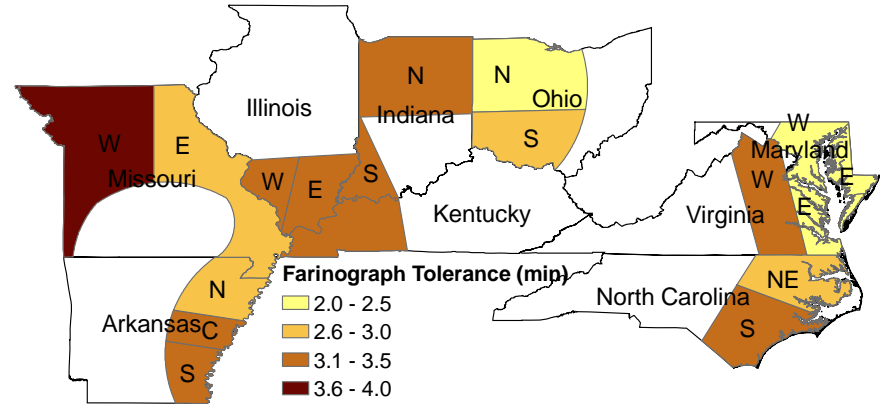 N
N
Ohio
Illinois
Indiana
W
W
E
Maryland
S
Missouri
W
E
S
W
E
E
Kentucky
Virginia
Farinograph Tolerance (min)
N
NE
2.0 - 2.5
North Carolina
2.6 - 3.0
Arkansas
C
S
3.1 - 3.5
S
3.6 - 4.0